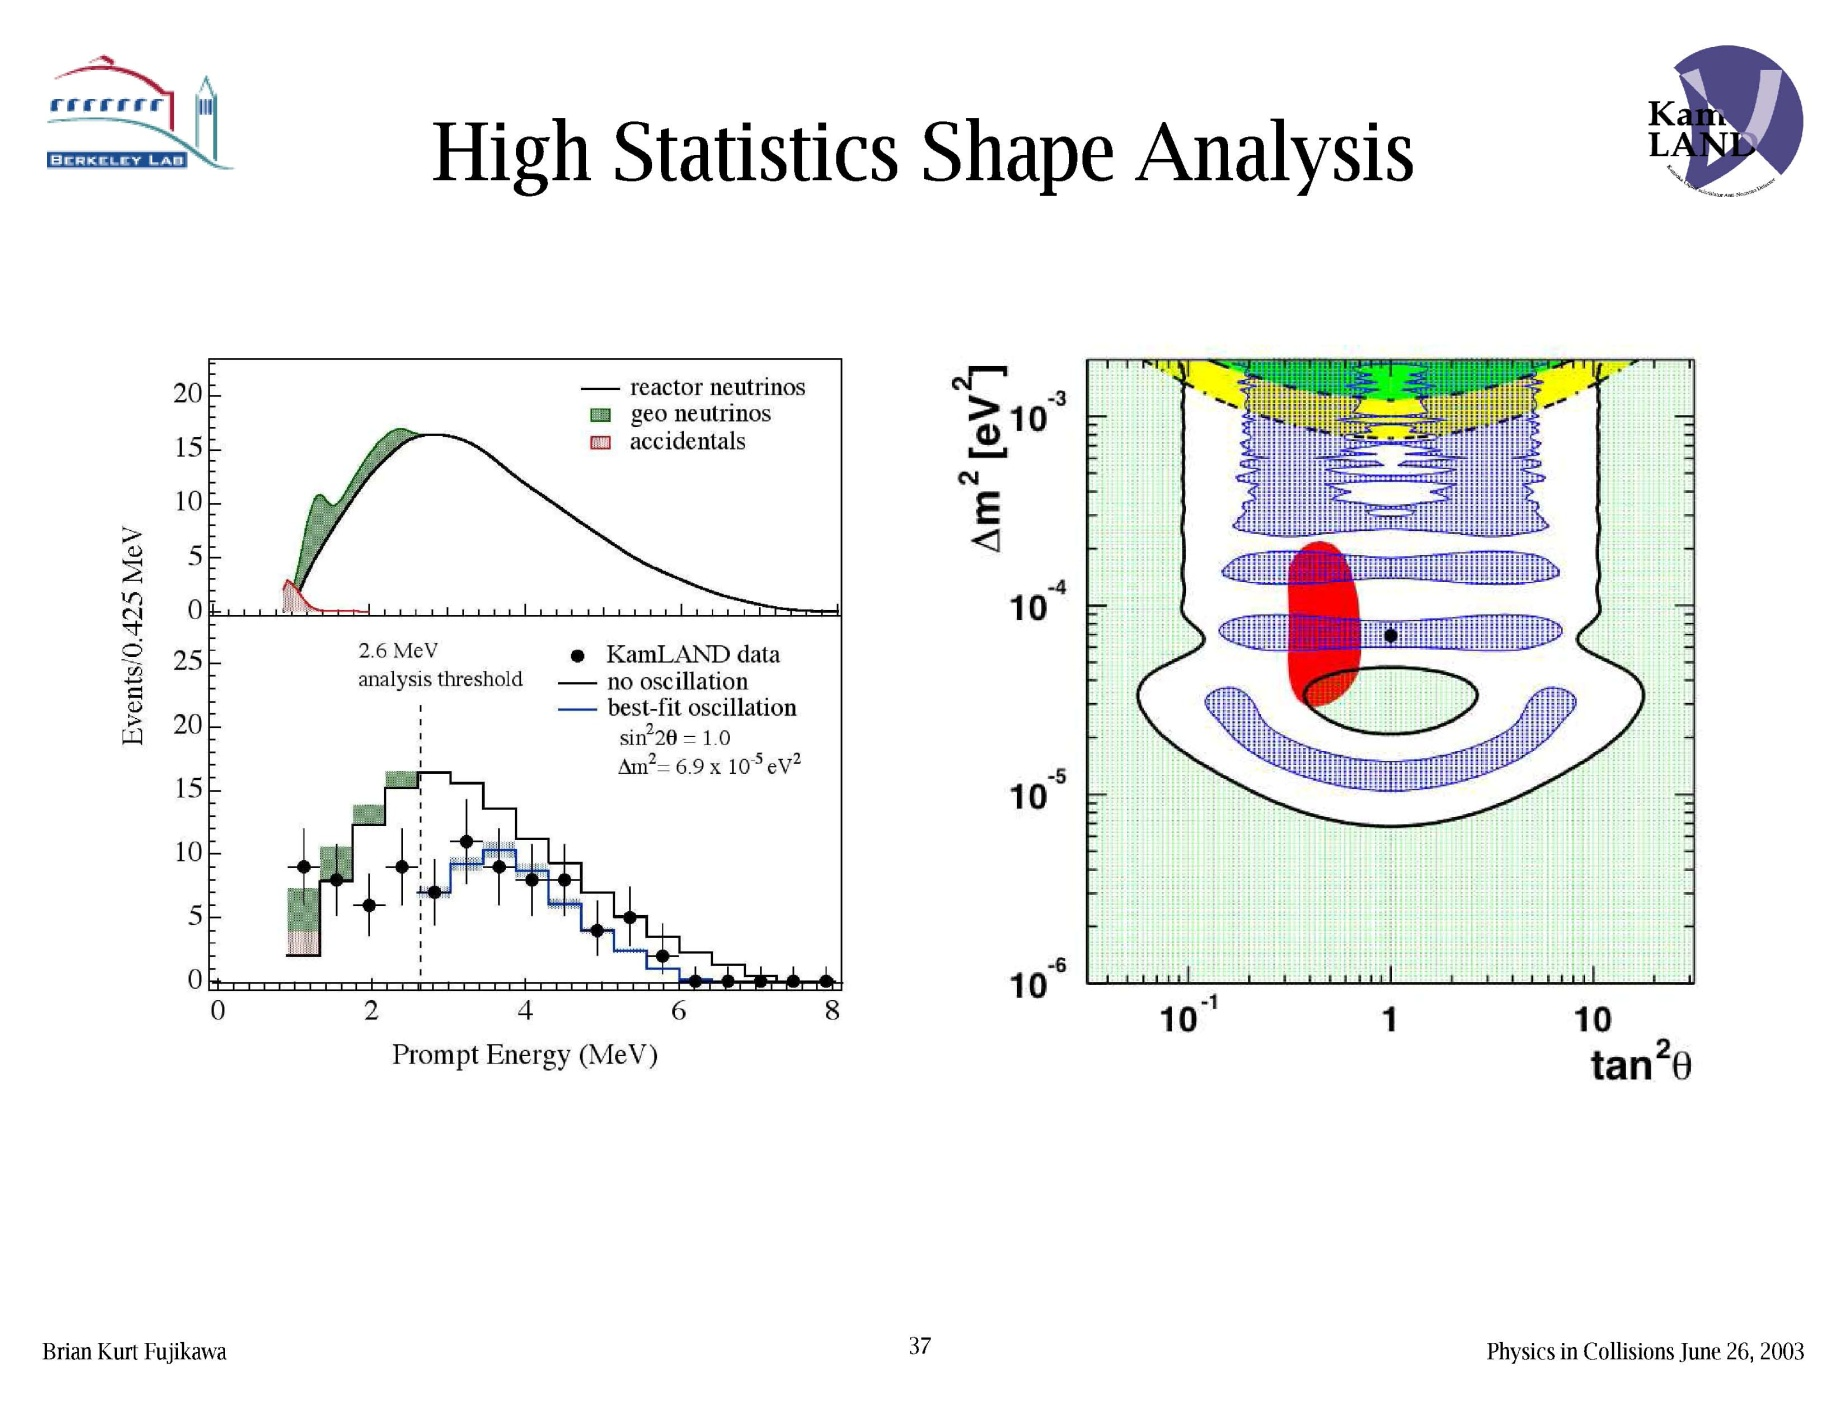 BERKELEY LAB
KamLAND
High Statistics Shape Analysis
Events/0.425 MeV
20
15
10
5
0
reactor neutrinos
geo neutrinos
accidentals
25
20
15
10
5
0
2.6 MeV
analysis threshold
KamLAND data
no oscillation
best-fit oscillation
sin²2θ = 1.0
Δm²= 6.9 x 10⁻⁵ eV²
0 2 4 6 8
Prompt Energy (MeV)
Δm² [eV²]
10⁻³
10⁻⁴
10⁻⁵
10⁻⁶
10⁻¹ 1 10
tan²θ
Brian Kurt Fujikawa
37
Physics in Collisions June 26, 2003